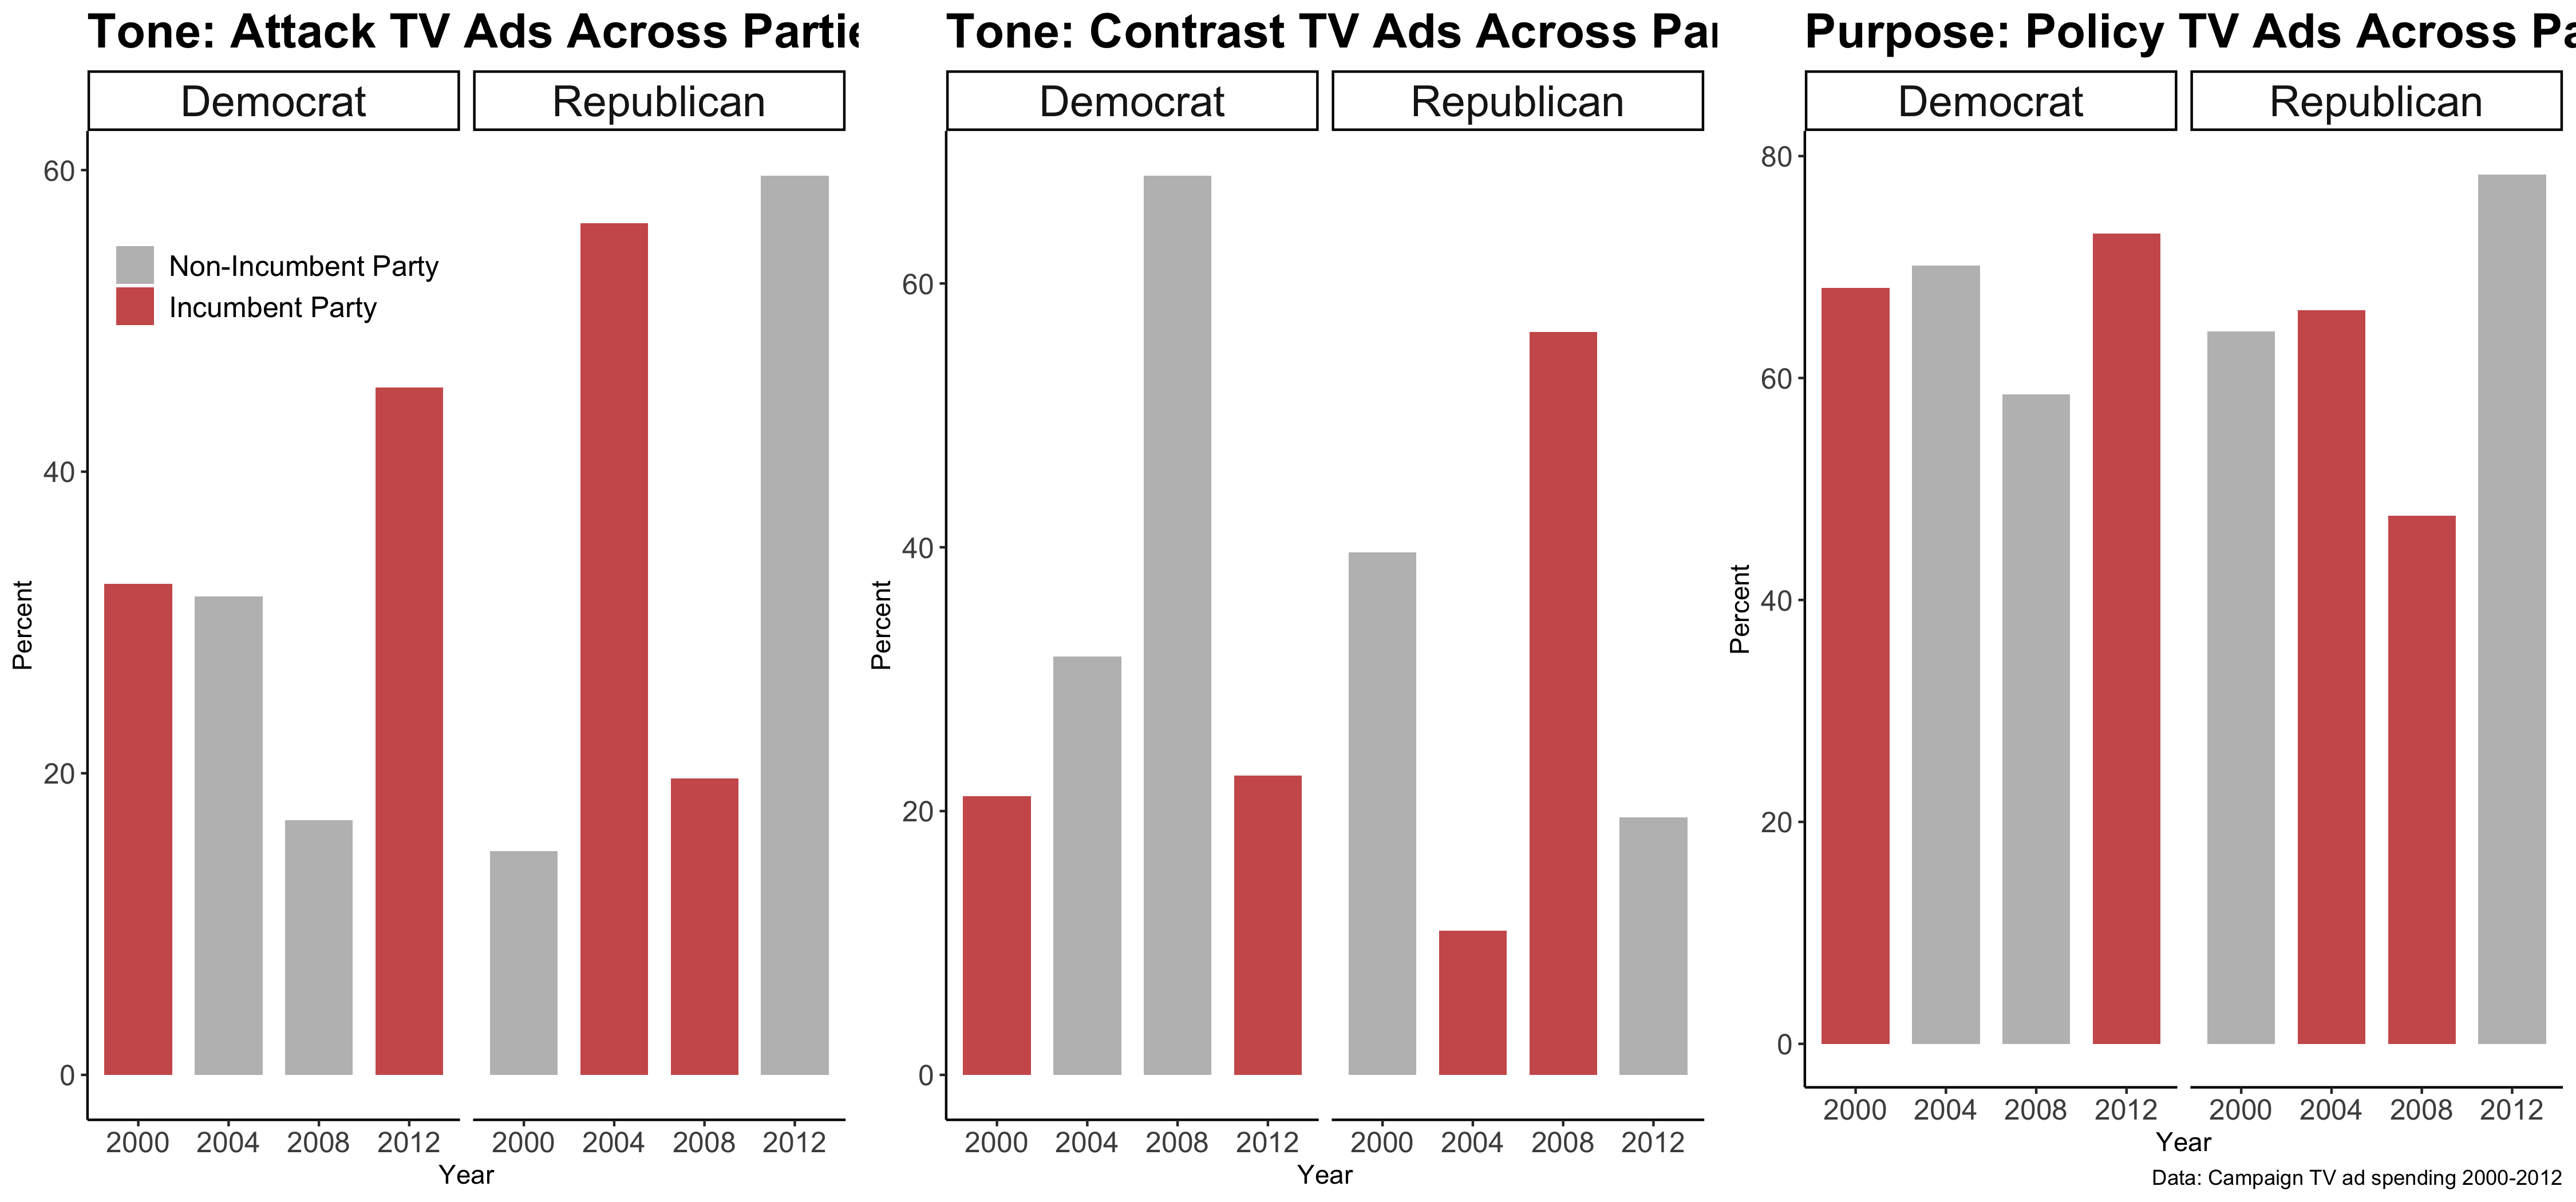 Tone: Attack TV Ads Across Partie
Democrat
Republican
60
40
20
0
Percent
Non-Incumbent Party
Incumbent Party
2000 2004 2008 2012
2000 2004 2008 2012
Year
Tone: Contrast TV Ads Across Par
Democrat
Republican
60
40
20
0
Percent
2000 2004 2008 2012
2000 2004 2008 2012
Year
Purpose: Policy TV Ads Across Pa
Democrat
Republican
80
60
40
20
0
Percent
2000 2004 2008 2012
2000 2004 2008 2012
Year
Data: Campaign TV ad spending 2000-2012